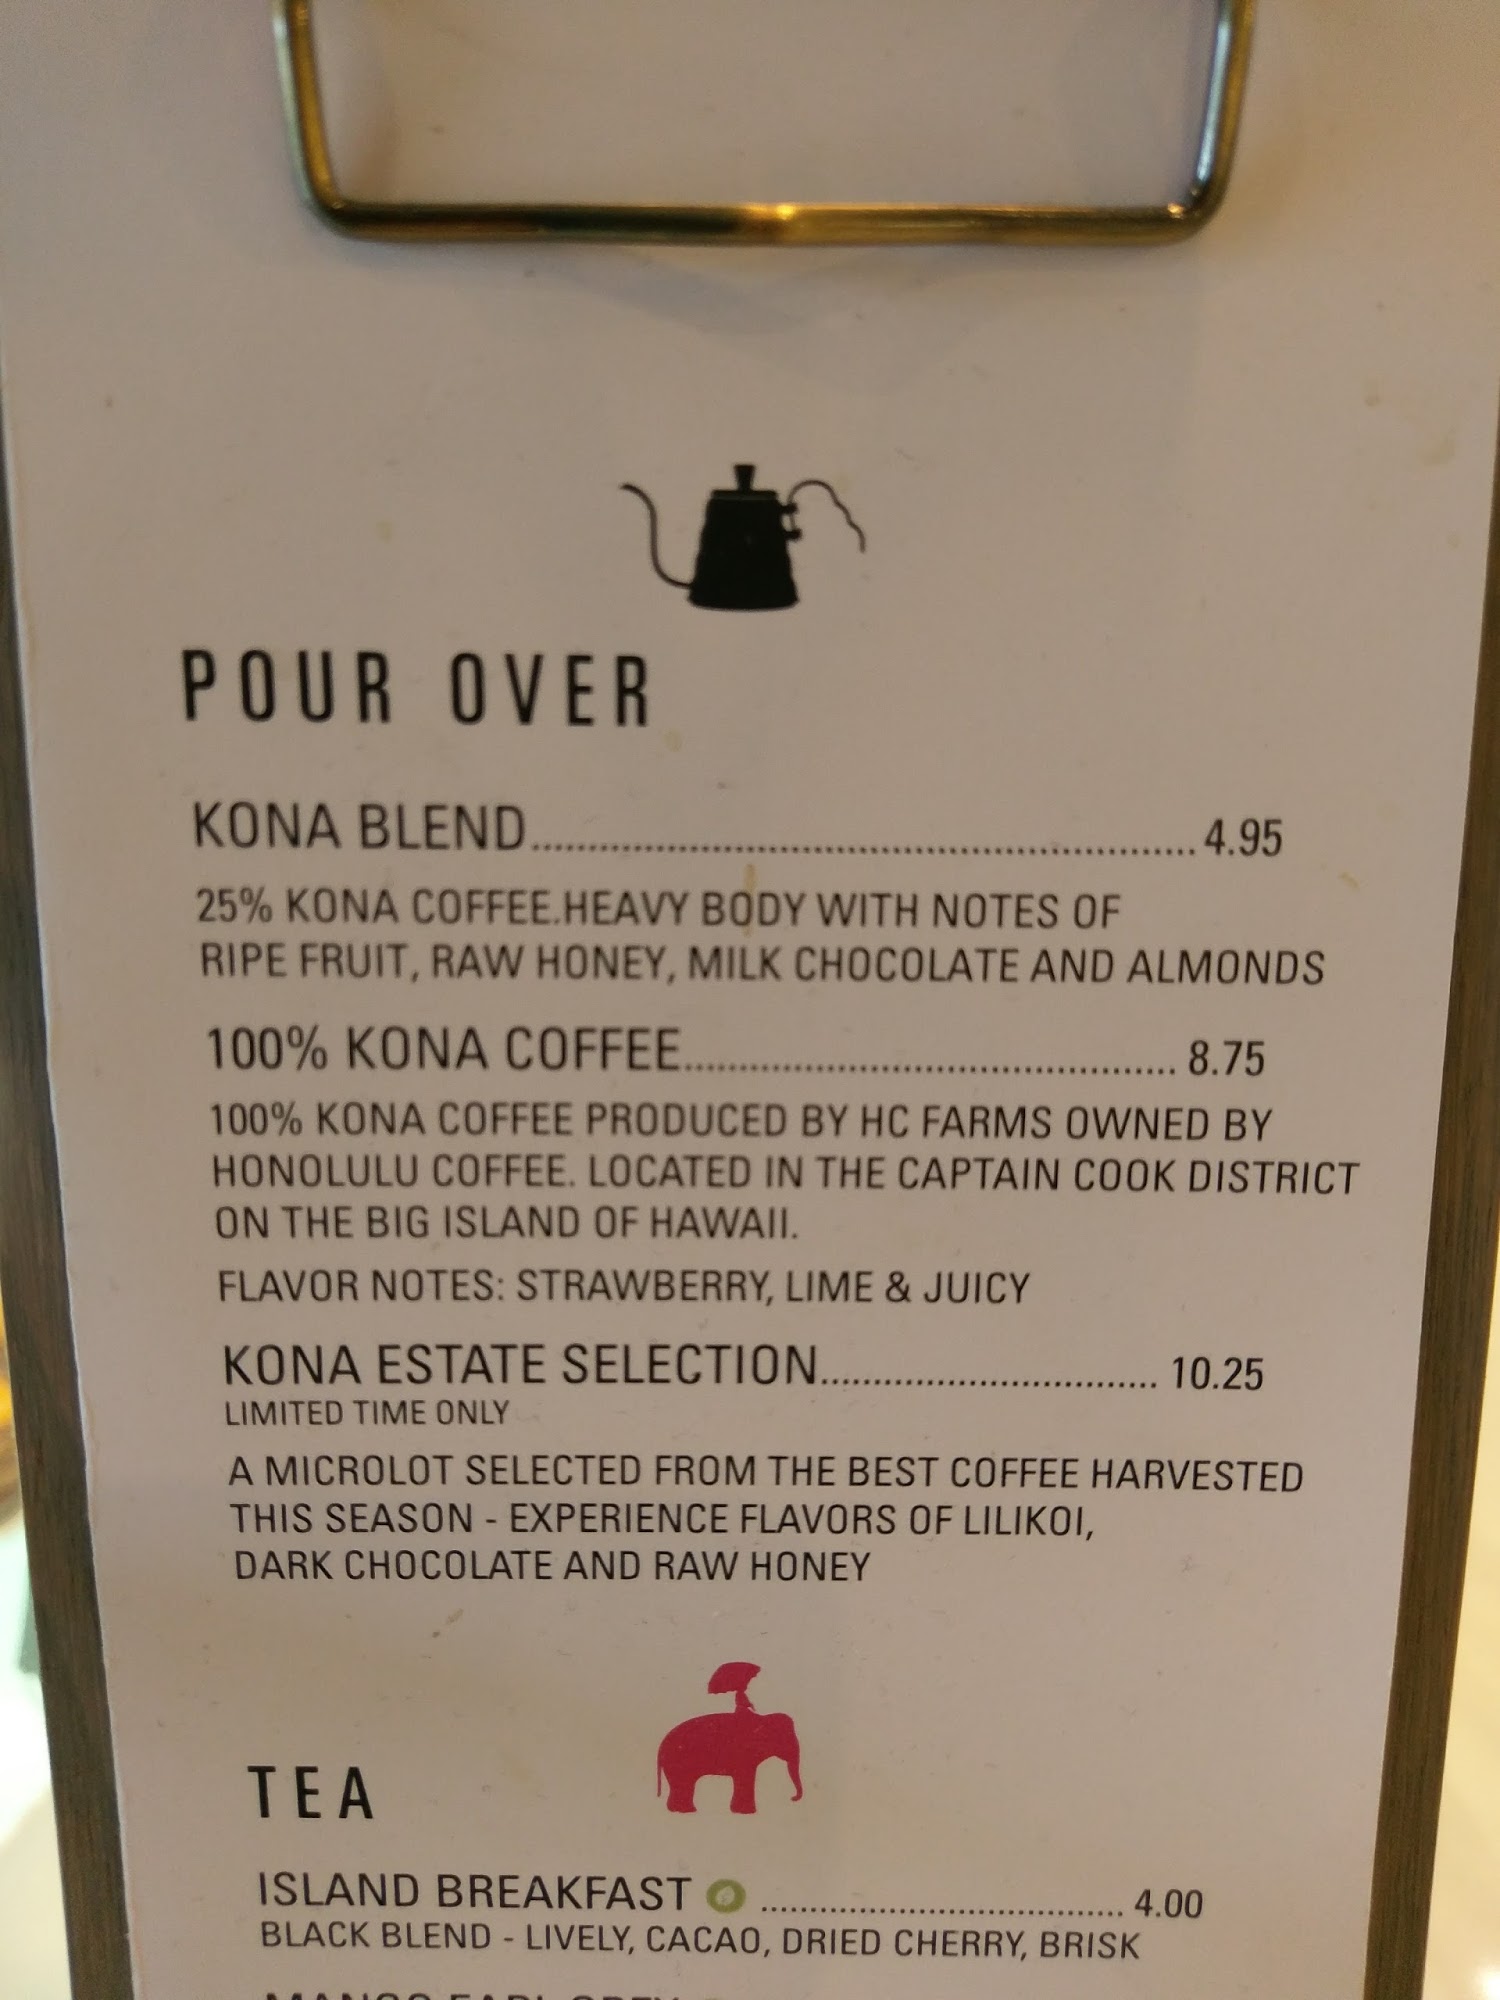 POUR OVER
KONA BLEND.......................................................... 4.95
25% KONA COFFEE.HEAVY BODY WITH NOTES OF
RIPE FRUIT, RAW HONEY, MILK CHOCOLATE AND ALMONDS
100% KONA COFFEE........................................... 8.75
100% KONA COFFEE PRODUCED BY HC FARMS OWNED BY
HONOLULU COFFEE. LOCATED IN THE CAPTAIN COOK DISTRICT
ON THE BIG ISLAND OF HAWAII.
FLAVOR NOTES: STRAWBERRY, LIME & JUICY
KONA ESTATE SELECTION................................ 10.25
LIMITED TIME ONLY
A MICROLOT SELECTED FROM THE BEST COFFEE HARVESTED
THIS SEASON - EXPERIENCE FLAVORS OF LILIKOI,
DARK CHOCOLATE AND RAW HONEY
TEA
ISLAND BREAKFAST .................................... 4.00
BLACK BLEND - LIVELY, CACAO, DRIED CHERRY, BRISK